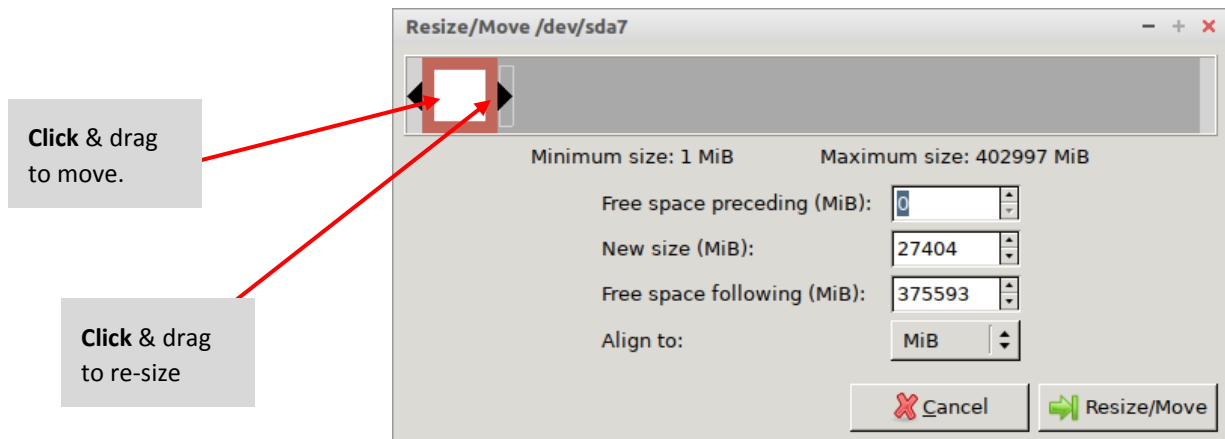 Resize/Move /dev/sda7
Click & drag
to move.
Minimum size: 1 MiB Maximum size: 402997 MiB
Free space preceding (MiB): 0
New size (MiB): 27404
Free space following (MiB): 375593
Click & drag
to re-size
Align to: MiB
Cancel Resize/Move